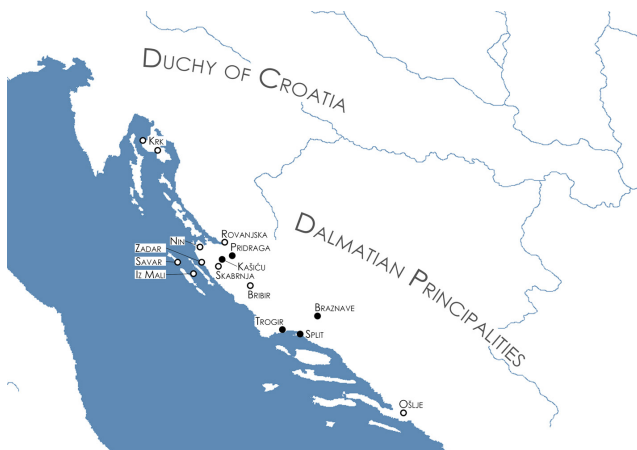 Duchy of Croatia
Krk
Rovanjska
Nin
Pridraga
Zadar
Kašiću
Savar
Skabrnja
Iz Mali
Bribir
Dalmatian Principalities
Braznave
Trogir
Split
Ošlje